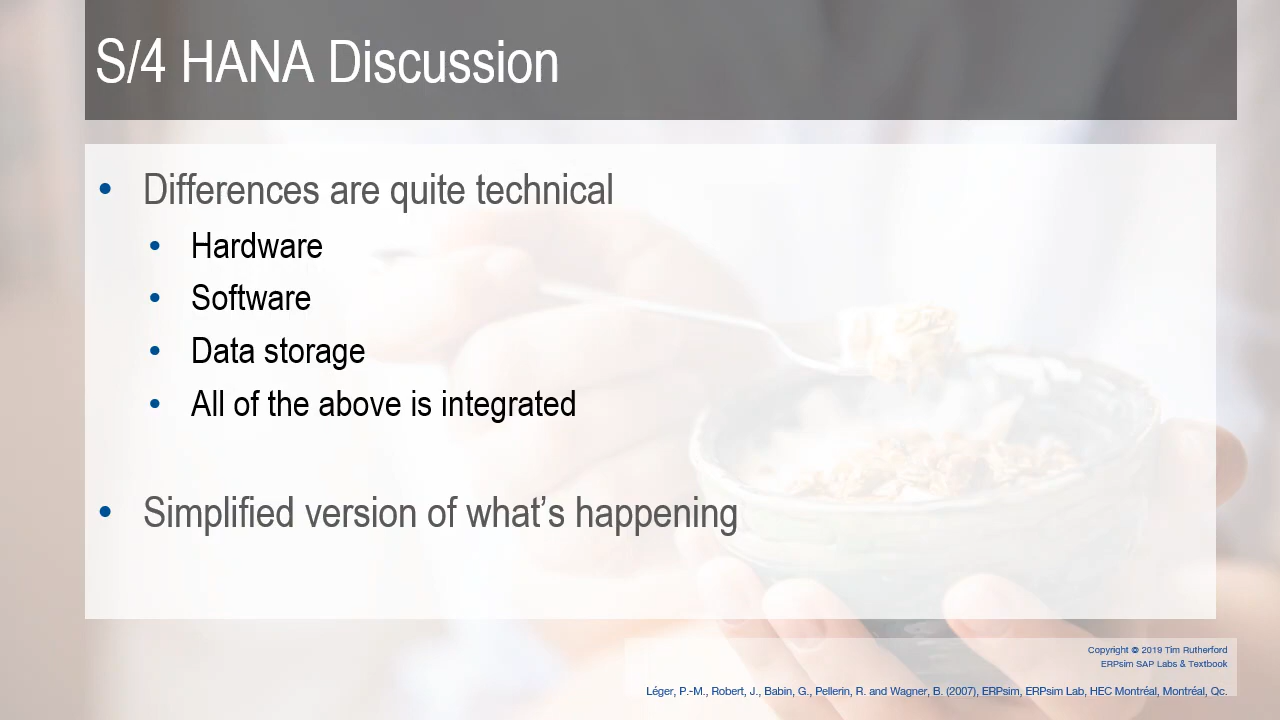 S/4 HANA Discussion
• Differences are quite technical
• Hardware
• Software
• Data storage
• All of the above is integrated
• Simplified version of what’s happening
Copyright © 2019 Tim Rutherford
ERPsim SAP Labs & Textbook
Léger, P.-M., Robert, J., Babin, G., Pellerin, R. and Wagner, B. (2007), ERPsim, ERPsim Lab, HEC Montréal, Montréal, Qc.